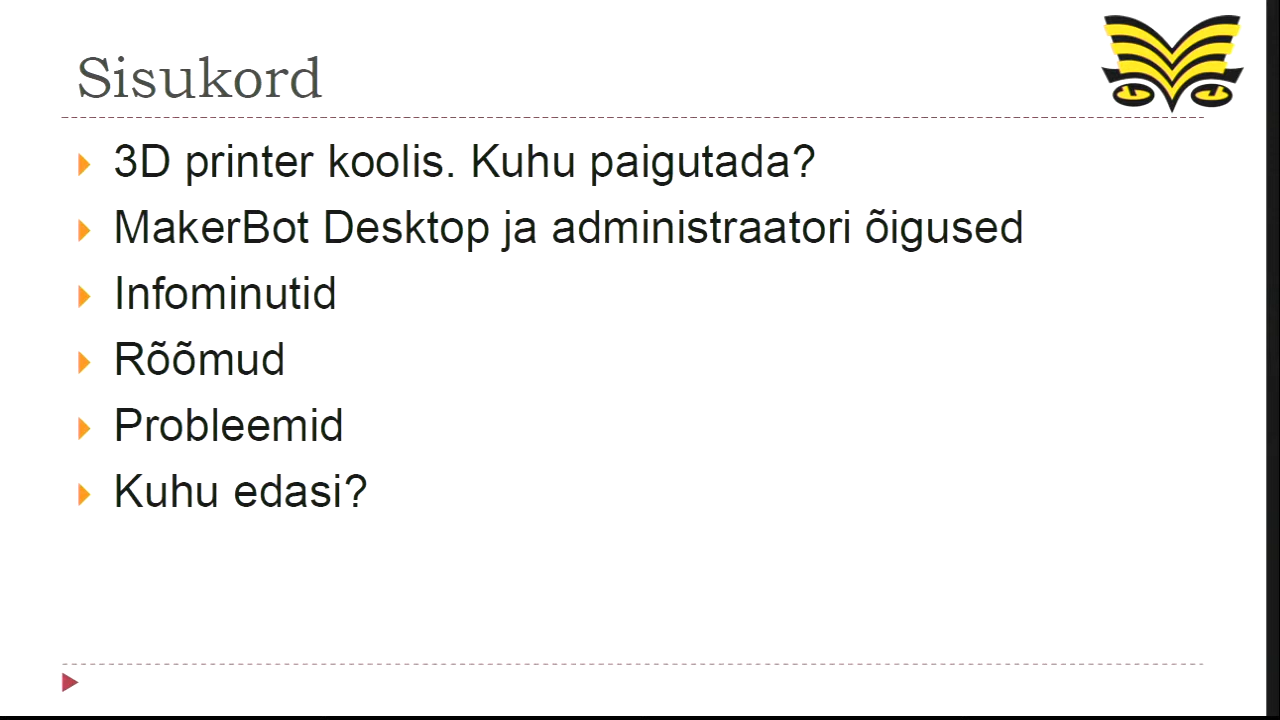 Sisukord
3D printer koolis. Kuhu paigutada?
MakerBot Desktop ja administraatori õigused
Infominutid
Rõõmud
Probleemid
Kuhu edasi?